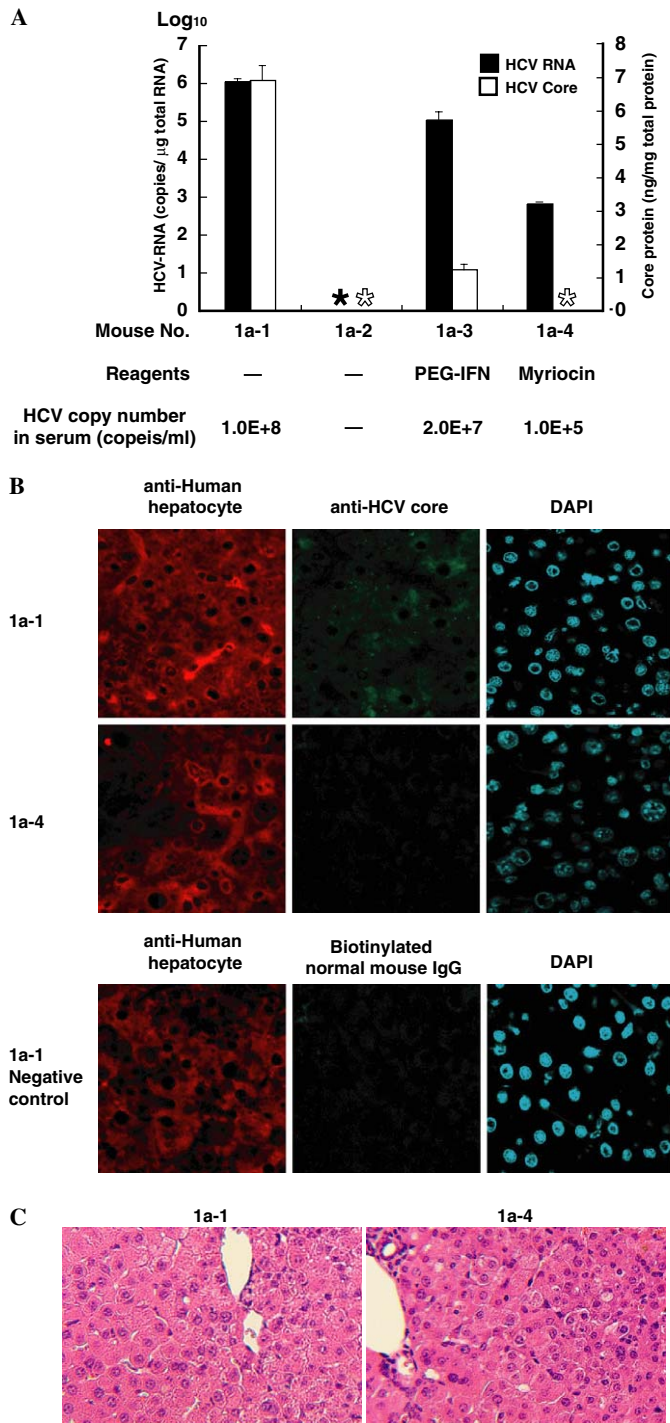 A
Log10
7
6
5
4
3
2
1
0
HCV-RNA (copies/ µg total RNA)
HCV RNA
HCV Core
8
7
6
5
4
3
2
1
-0
Core protein (ng/mg total protein)
Mouse No. 1a-1 1a-2 1a-3 1a-4
Reagents — — PEG-IFN Myriocin
HCV copy number
in serum (copeis/ml) 1.0E+8 — 2.0E+7 1.0E+5
B
anti-Human
hepatocyte
anti-HCV core
DAPI
1a-1
1a-4
anti-Human
hepatocyte
Biotinylated
normal mouse IgG
DAPI
1a-1
Negative
control
C
1a-1
1a-4